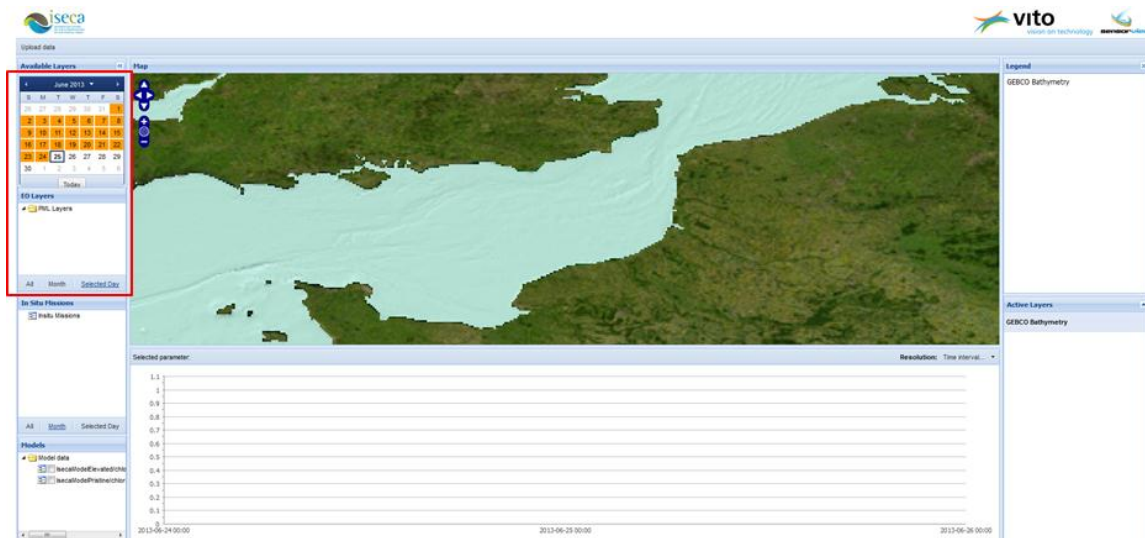 iseca
vito
vision on technology
Upload data
Available Layers
June 2013
S M T W T F S
26 27 28 29 30 31 1
2 3 4 5 6 7 8
9 10 11 12 13 14 15
16 17 18 19 20 21 22
23 24 25 26 27 28 29
30 1 2 3 4 5 6
Today
EO Layers
PML Layers
All Month Selected Day
In Situ Missions
Insitu Missions
All Month Selected Day
Models
Model data
IsecaModelElevated/chlo
IsecaModelPristine/chlor
Map
Selected parameter:
Resolution: Time interval...
1.1
1
0.9
0.8
0.7
0.6
0.5
0.4
0.3
0.2
0.1
0
2013-06-24 00:00 2013-06-25 00:00 2013-06-26 00:00
Legend
GEBCO Bathymetry
Active Layers
GEBCO Bathymetry